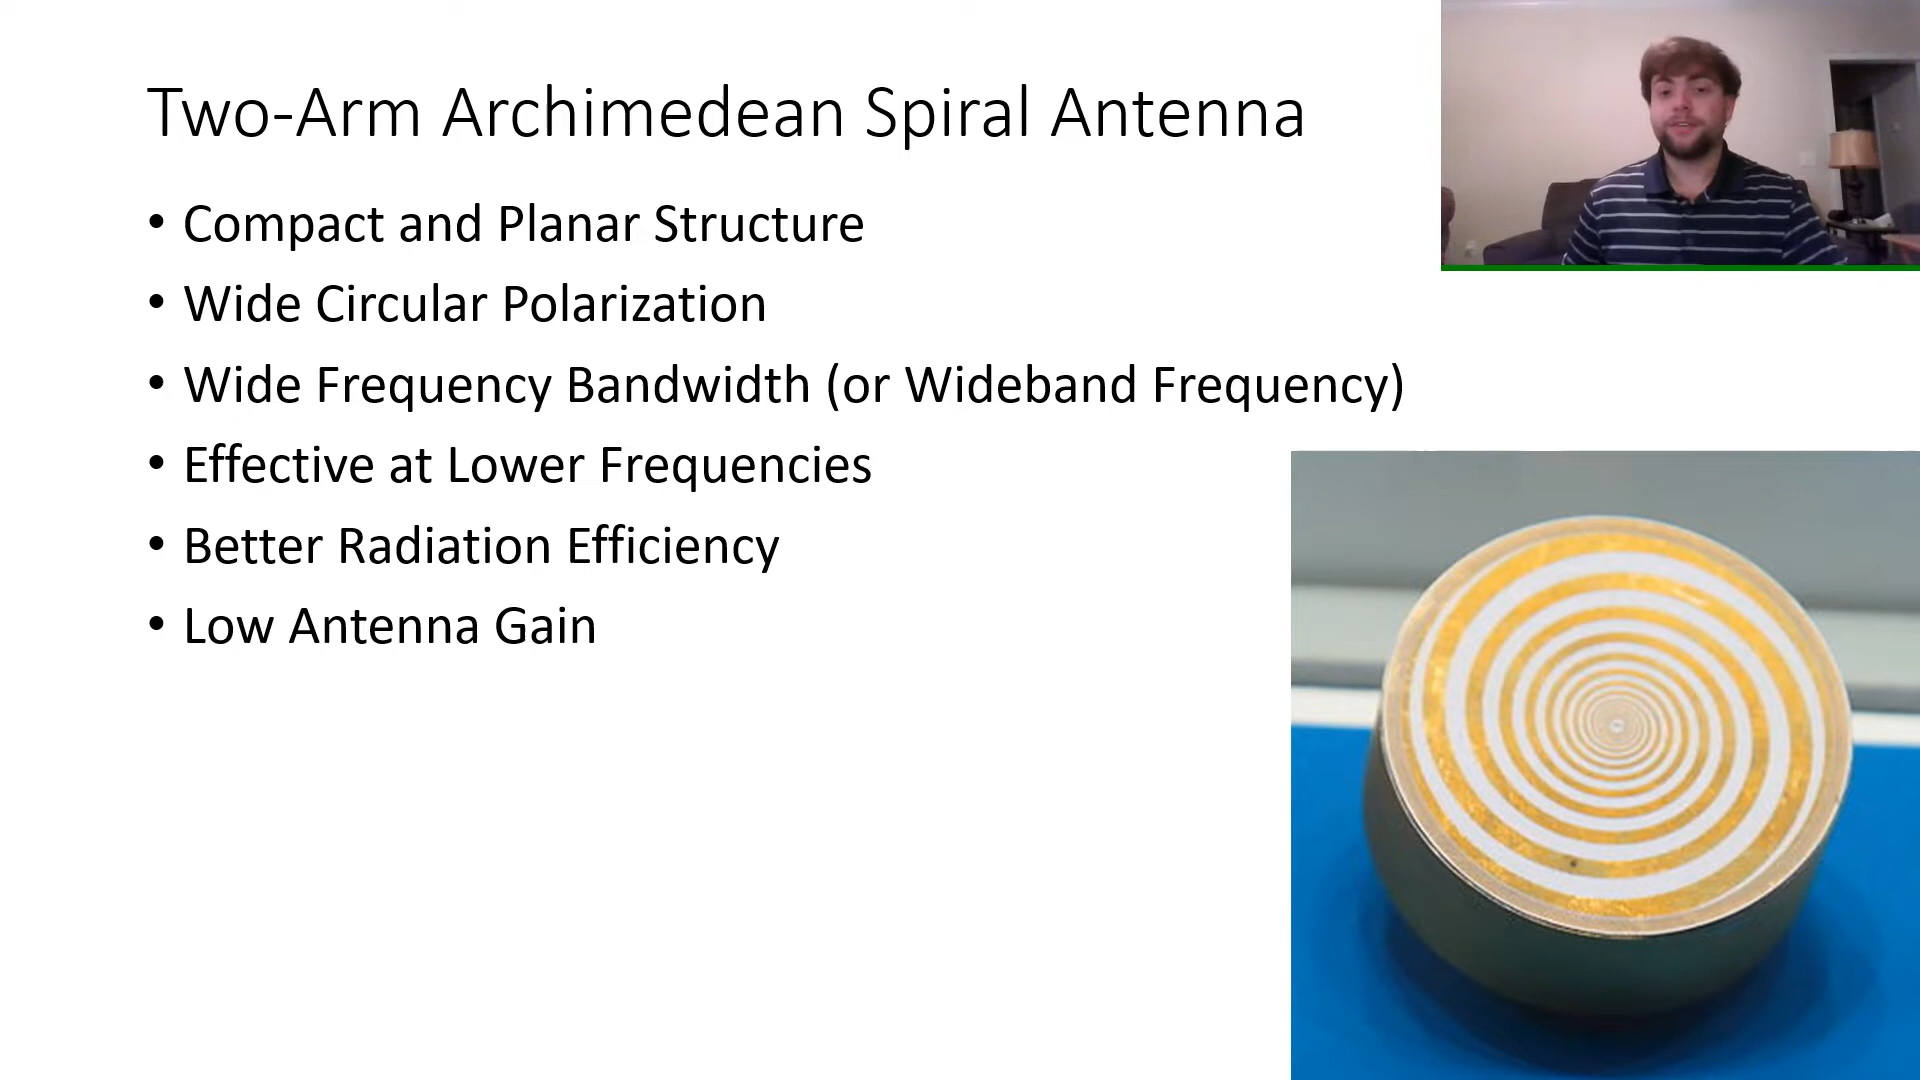 Two-Arm Archimedean Spiral Antenna
• Compact and Planar Structure
• Wide Circular Polarization
• Wide Frequency Bandwidth (or Wideband Frequency)
• Effective at Lower Frequencies
• Better Radiation Efficiency
• Low Antenna Gain